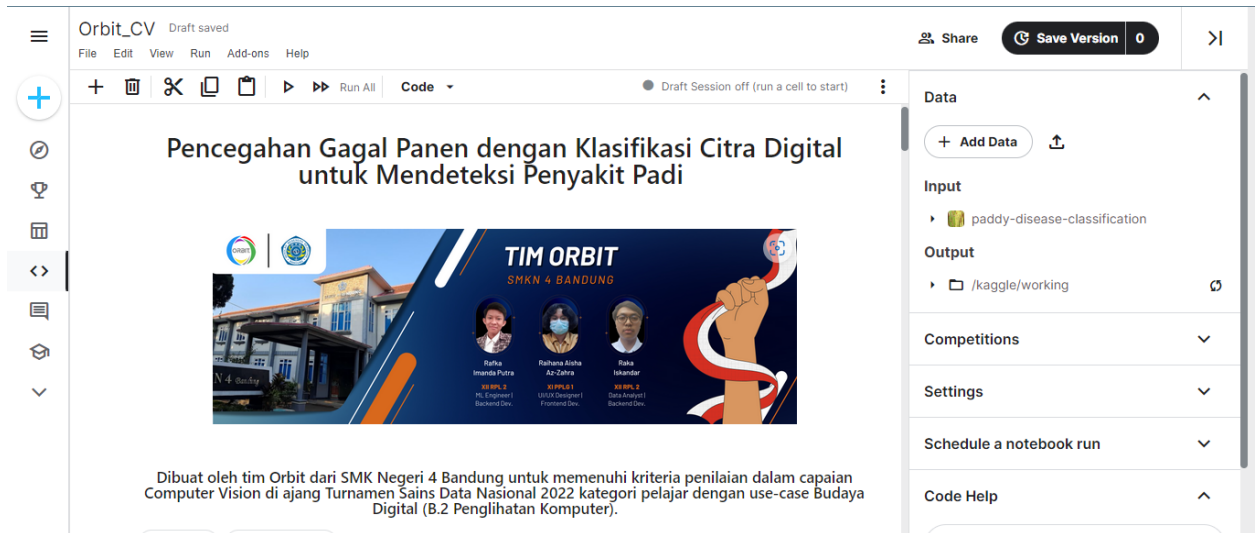 Orbit_CV Draft saved
File Edit View Run Add-ons Help
Share
Save Version 0
Run All Code
Draft Session off (run a cell to start)
Pencegahan Gagal Panen dengan Klasifikasi Citra Digital
untuk Mendeteksi Penyakit Padi
ORBIT
TIM ORBIT
SMKN 4 BANDUNG
N 4 Bandung
Rafka
Imanda Putra
XII RPL 2
ML Engineer |
Backend Dev.
Raihana Aisha
Az-Zahra
XI PPLG 1
UI/UX Designer |
Frontend Dev.
Raka
Iskandar
XII RPL 2
Data Analyst |
Backend Dev.
Dibuat oleh tim Orbit dari SMK Negeri 4 Bandung untuk memenuhi kriteria penilaian dalam capaian
Computer Vision di ajang Turnamen Sains Data Nasional 2022 kategori pelajar dengan use-case Budaya
Digital (B.2 Penglihatan Komputer).
Data
Add Data
Input
paddy-disease-classification
Output
/kaggle/working
Competitions
Settings
Schedule a notebook run
Code Help